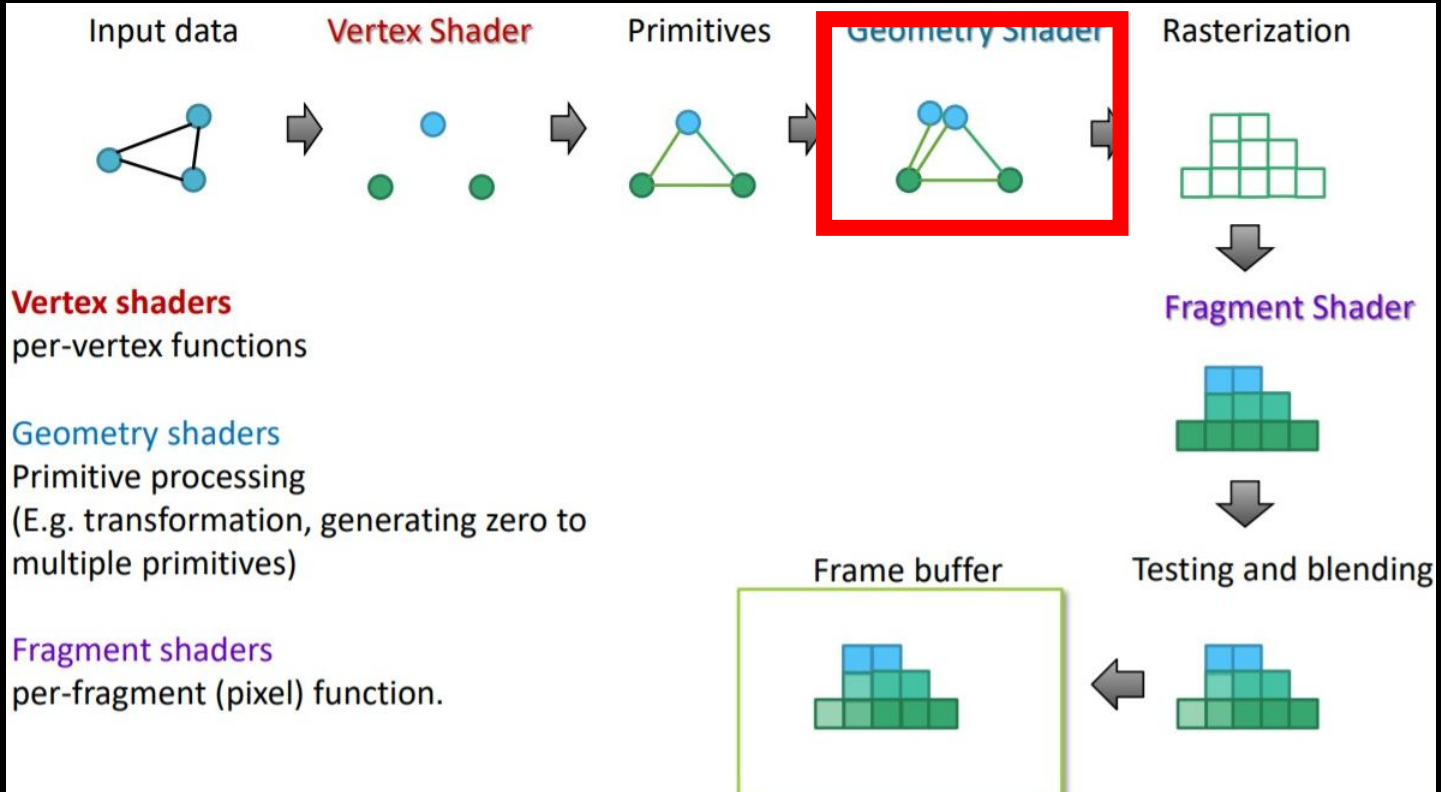 Input data
Vertex Shader
Primitives
Geometry Shader
Rasterization
Vertex shaders
per-vertex functions
Fragment Shader
Geometry shaders
Primitive processing
(E.g. transformation, generating zero to
multiple primitives)
Frame buffer
Testing and blending
Fragment shaders
per-fragment (pixel) function.